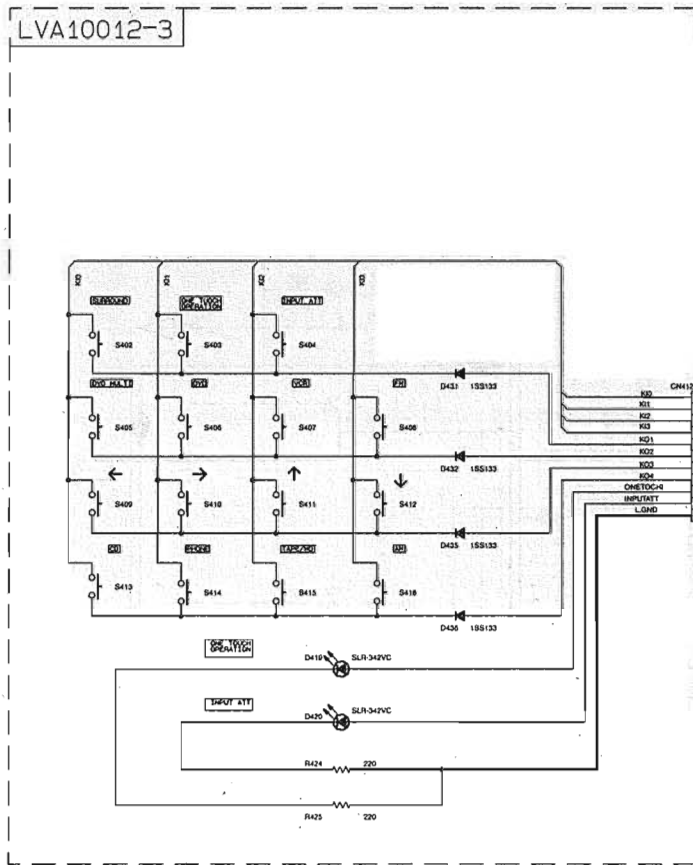 LVA10012-3
KI0
KI1
KI2
KI3
SURROUND
ONE TUOCH
OPERATION
INPUT ATT
S402
S403
S404
D431 1SS133
DVD MULTI
DVD
VCR
FM
CN412
KI0
KI1
KI2
KI3
KO1
KO2
KO3
KO4
ONETOCHI
INPUTATT
L.GND
S405
S406
S407
S408
D432 1SS133
← → ↑ ↓
S409
S410
S411
S412
D435 1SS133
CD
PHONO
TAPE/MD
AM
S413
S414
S415
S416
D436 1SS133
ONE TOUCH
OPERATION
D419 SLR-342VC
INPUT ATT
D420 SLR-342VC
R424 220
R425 220